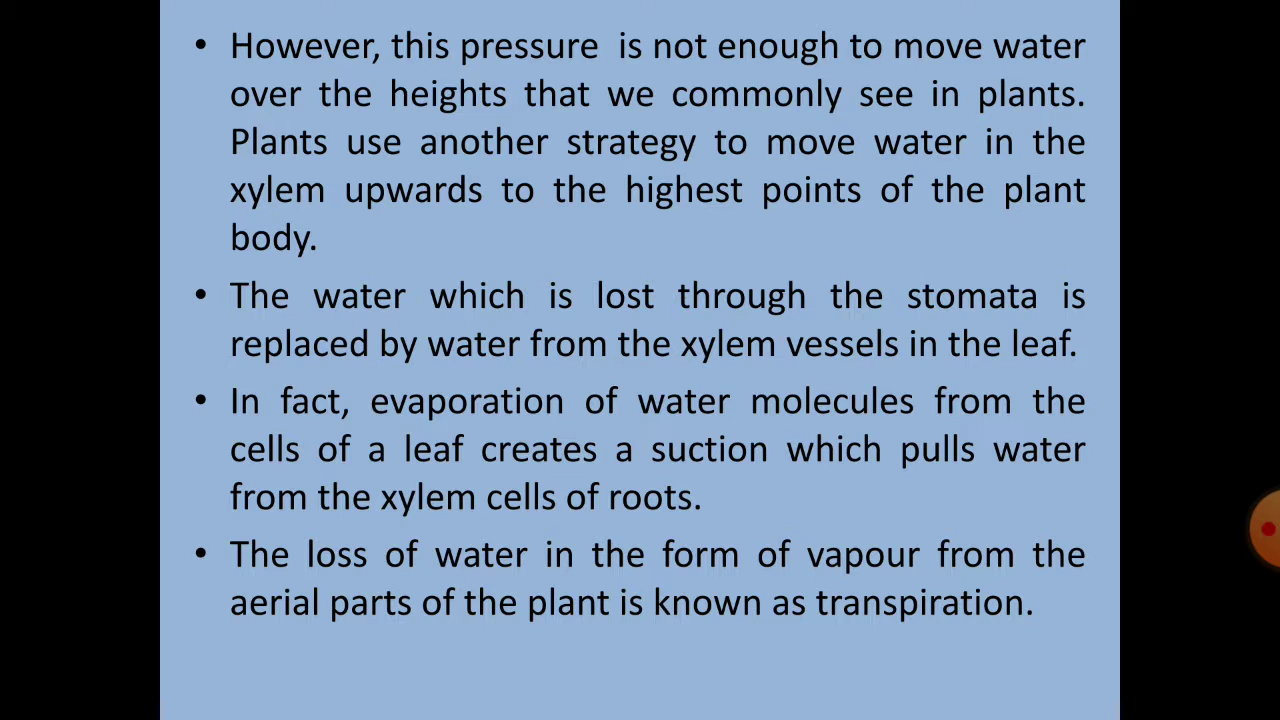 • However, this pressure  is not enough to move water
over the heights that we commonly see in plants.
Plants use another strategy to move water in the
xylem upwards to the highest points of the plant
body.
• The water which is lost through the stomata is
replaced by water from the xylem vessels in the leaf.
• In fact, evaporation of water molecules from the
cells of a leaf creates a suction which pulls water
from the xylem cells of roots.
• The loss of water in the form of vapour from the
aerial parts of the plant is known as transpiration.